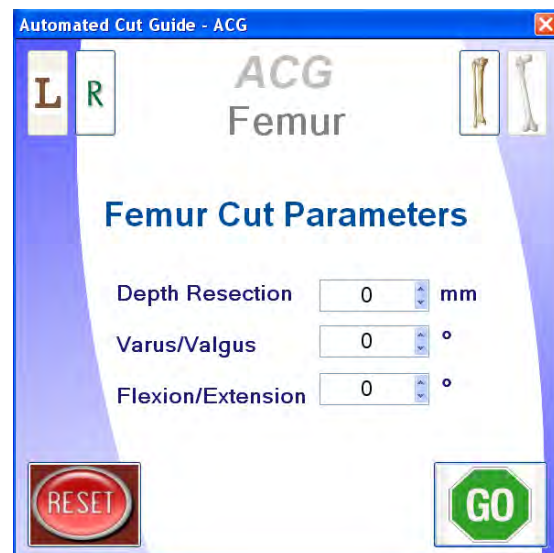 Automated Cut Guide - ACG
L R
ACG
Femur
Femur Cut Parameters
Depth Resection 0 mm
Varus/Valgus 0 °
Flexion/Extension 0 °
RESET
GO